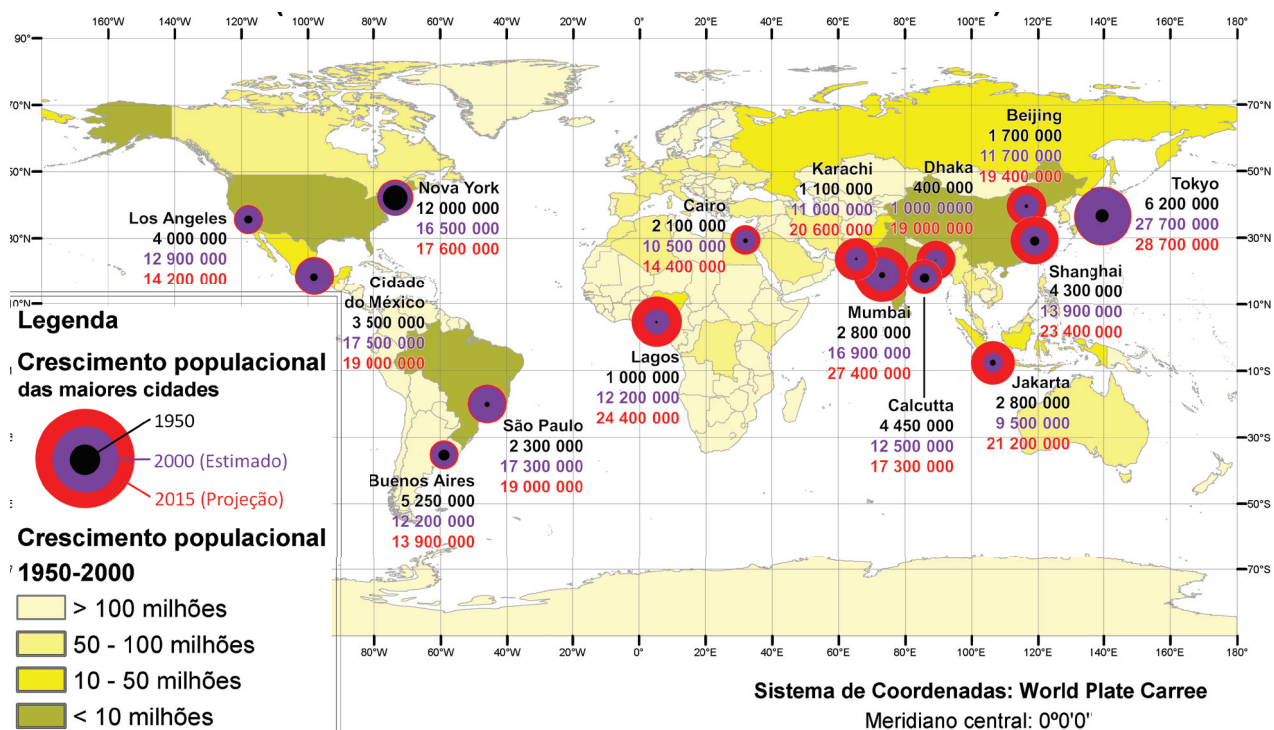 160°W 140°W 120°W 100°W 80°W 60°W 40°W 20°W 0° 20°E 40°E 60°E 80°E 100°E 120°E 140°E 160°E 180°
90°
70°N
70°N
50°N
50°N
30°N
30°N
10°N
10°N
10°S
30°S
50°S
70°S
Los Angeles
4 000 000
12 900 000
14 200 000
Nova York
12 000 000
16 500 000
17 600 000
Cidade
do México
3 500 000
17 500 000
19 000 000
São Paulo
2 300 000
17 300 000
19 000 000
Buenos Aires
5 250 000
12 200 000
13 900 000
Lagos
1 000 000
12 200 000
24 400 000
Cairo
2 100 000
10 500 000
14 400 000
Karachi
1 100 000
11 000 000
20 600 000
Dhaka
400 000
1 000 0000
19 000 000
Beijing
1 700 000
11 700 000
19 400 000
Tokyo
6 200 000
27 700 000
28 700 000
Shanghai
4 300 000
13 900 000
23 400 000
Mumbai
2 800 000
16 900 000
27 400 000
Calcutta
4 450 000
12 500 000
17 300 000
Jakarta
2 800 000
9 500 000
21 200 000
Legenda
Crescimento populacional
das maiores cidades
1950
2000 (Estimado)
2015 (Projeção)
Crescimento populacional
1950-2000
> 100 milhões
50 - 100 milhões
10 - 50 milhões
< 10 milhões
80°W 60°W 40°W 20°W 0° 20°E 40°E 60°E 80°E 100°E 120°E 140°E 160°E 180°
Sistema de Coordenadas: World Plate Carree
Meridiano central: 0º0'0"